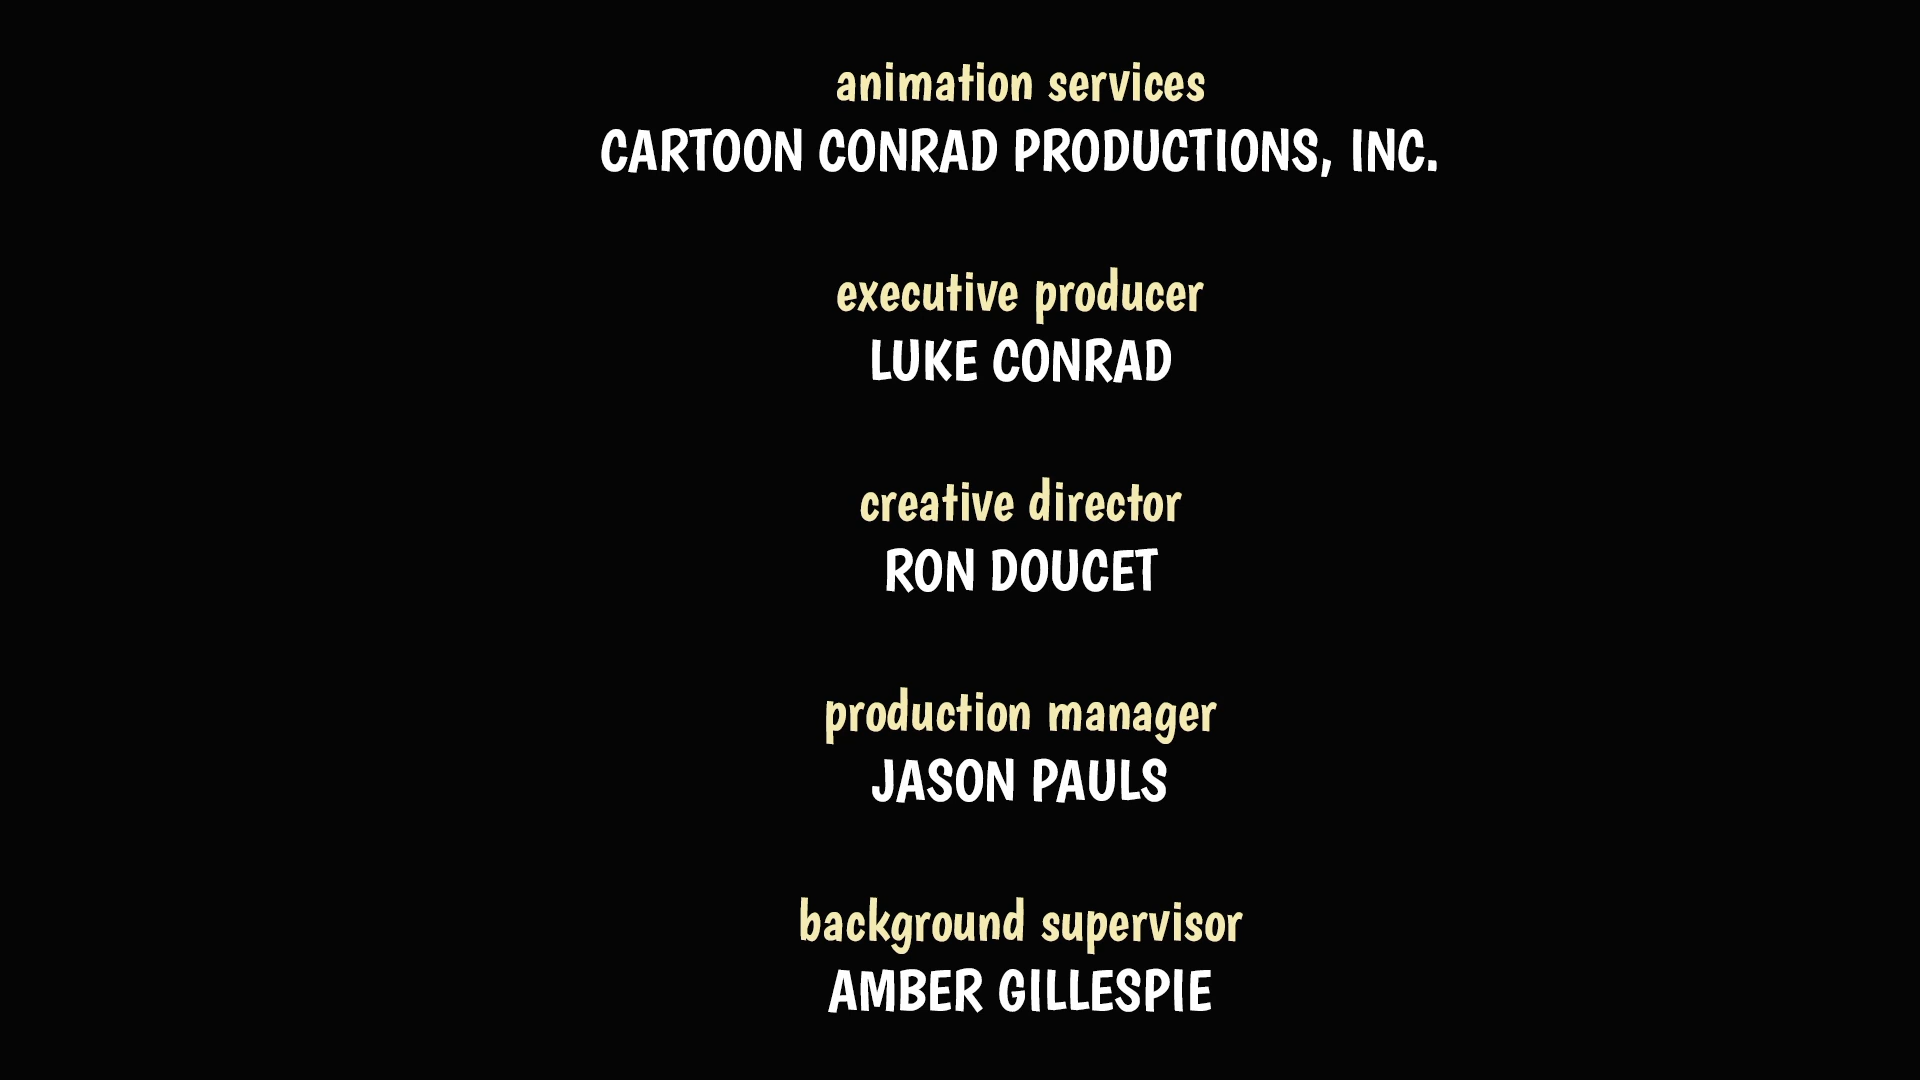 animation services
CARTOON CONRAD PRODUCTIONS, INC.
executive producer
LUKE CONRAD
creative director
RON DOUCET
production manager
JASON PAULS
background supervisor
AMBER GILLESPIE